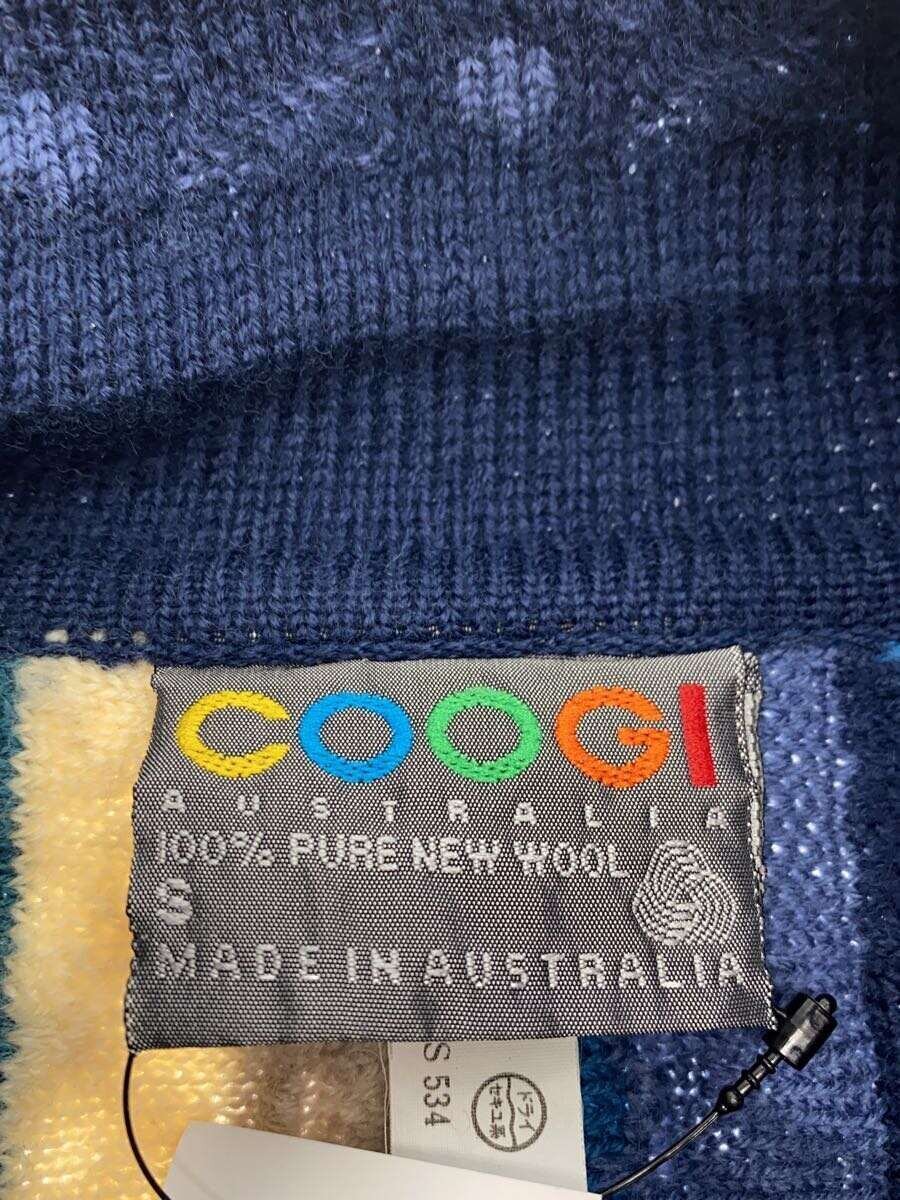 COOGI
AUSTRALIA
100% PURE NEW WOOL
S
MADE IN AUSTRALIA
S 534
ドライ
セキユ系